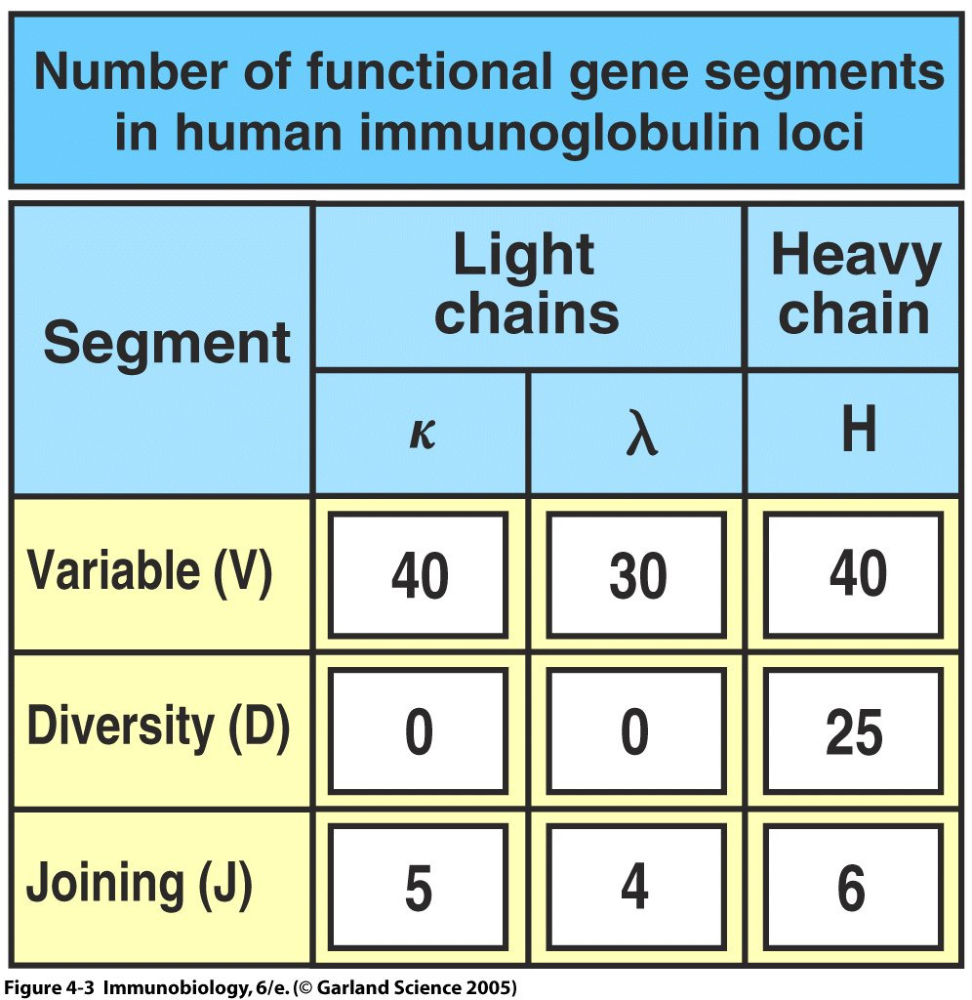 Number of functional gene segments
in human immunoglobulin loci
Segment
Light
chains
Heavy
chain
κ
λ
H
Variable (V)
40
30
40
Diversity (D)
0
0
25
Joining (J)
5
4
6
Figure 4-3 Immunobiology, 6/e. (© Garland Science 2005)